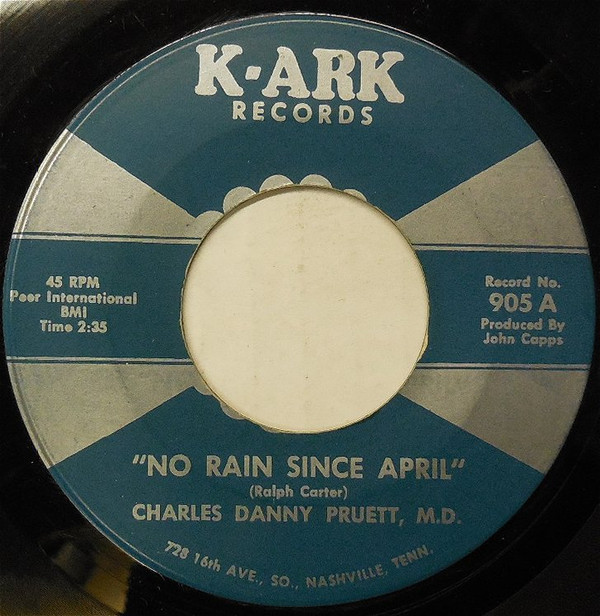 K-ARK
RECORDS
45 RPM
Peer International
BMI
Time 2:35
Record No.
905 A
Produced By
John Capps
"NO RAIN SINCE APRIL"
(Ralph Carter)
CHARLES DANNY PRUETT, M.D.
728 16th AVE., SO., NASHVILLE, TENN.